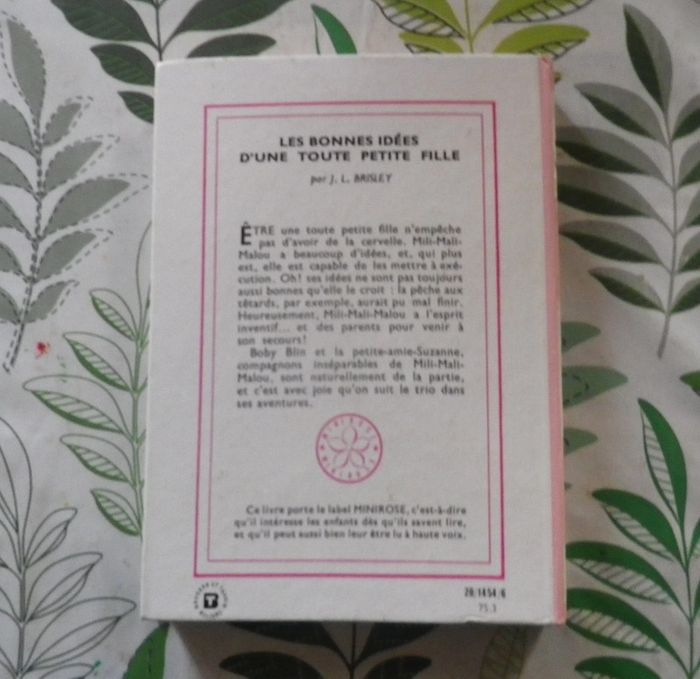 LES BONNES IDÉES
D'UNE TOUTE PETITE FILLE
par J. L. BRISLEY
ÊTRE une toute petite fille n'empêche
pas d'avoir de la cervelle. Mili-Mali-
Malou a beaucoup d'idées, et, qui plus
est, elle est capable de les mettre à exé-
cution. Oh! ses idées ne sont pas toujours
aussi bonnes qu'elle le croit : la pêche aux
têtards, par exemple, aurait pu mal finir.
Heureusement, Mili-Mali-Malou a l'esprit
inventif... et des parents pour venir à
son secours!
Boby Blin et la petite-amie-Suzanne,
compagnons inséparables de Mili-Mali-
Malou, sont naturellement de la partie,
et c'est avec joie qu'on suit le trio dans
ses aventures.
Ce livre porte le label MINIROSE, c'est-à-dire
qu'il intéresse les enfants dès qu'ils savent lire,
et qu'il peut aussi bien leur être lu à haute voix.
20/1454/6
75.1